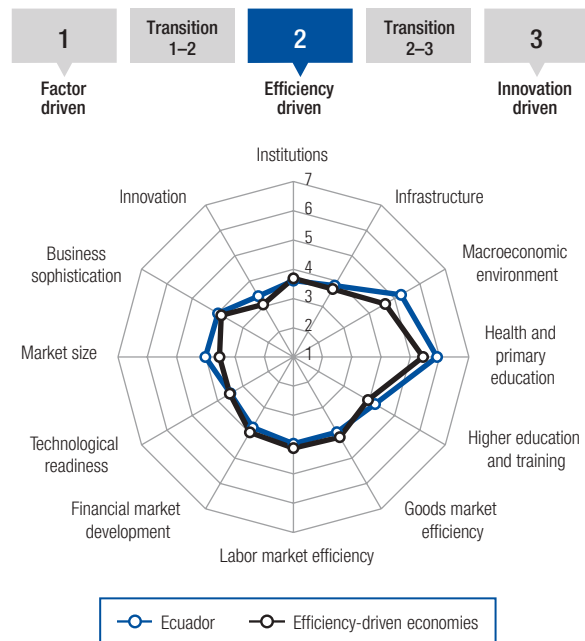 1
Transition
1–2
2
Transition
2–3
3
Factor
driven
Efficiency
driven
Innovation
driven
Institutions
Infrastructure
Macroeconomic
environment
Health and
primary
education
Higher education
and training
Goods market
efficiency
Labor market efficiency
Financial market
development
Technological
readiness
Market size
Business
sophistication
Innovation
7
6
5
4
3
2
1
Ecuador
Efficiency-driven economies